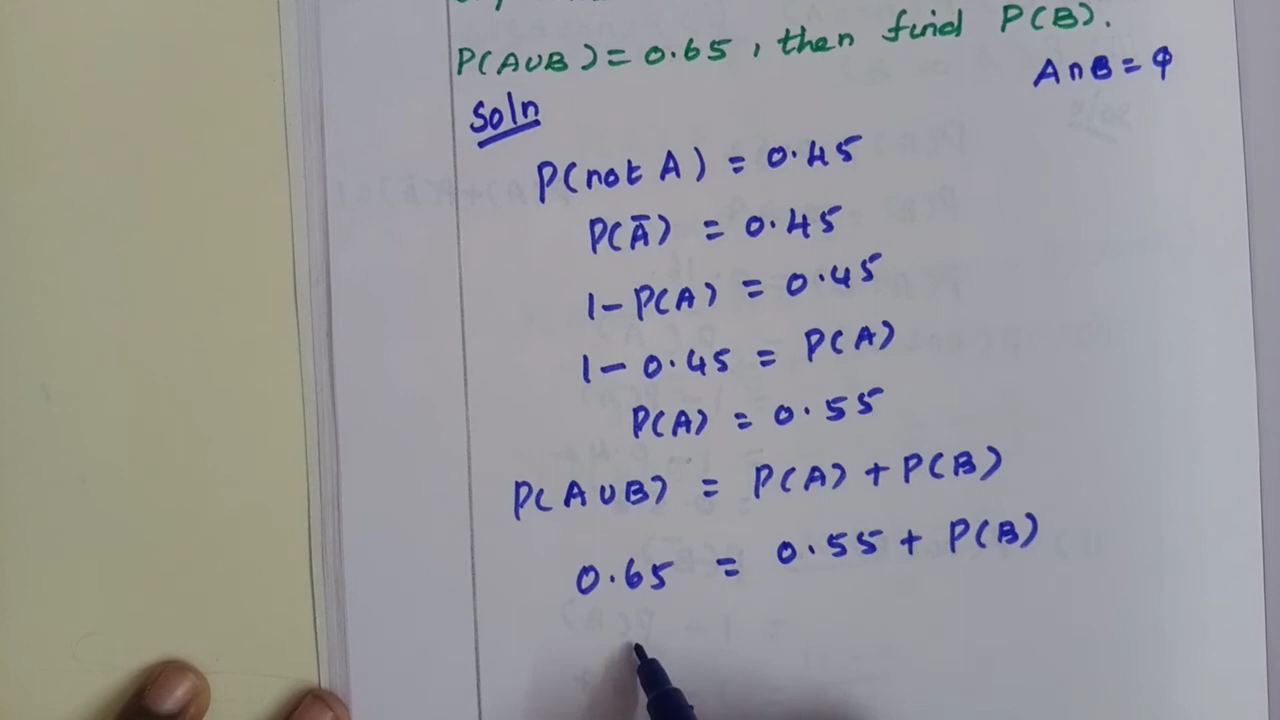 P(A∪B) = 0.65, then find P(B).
A∩B = φ
Soln
P(not A) = 0.45
P(Ā) = 0.45
1 - P(A) = 0.45
1 - 0.45 = P(A)
P(A) = 0.55
P(A∪B) = P(A) + P(B)
0.65 = 0.55 + P(B)